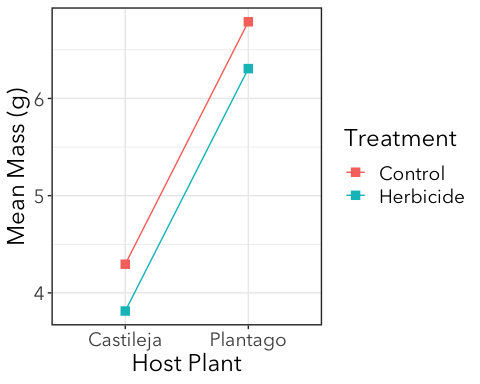 Mean Mass (g)
6
5
4
Castileja
Plantago
Host Plant
Treatment
Control
Herbicide